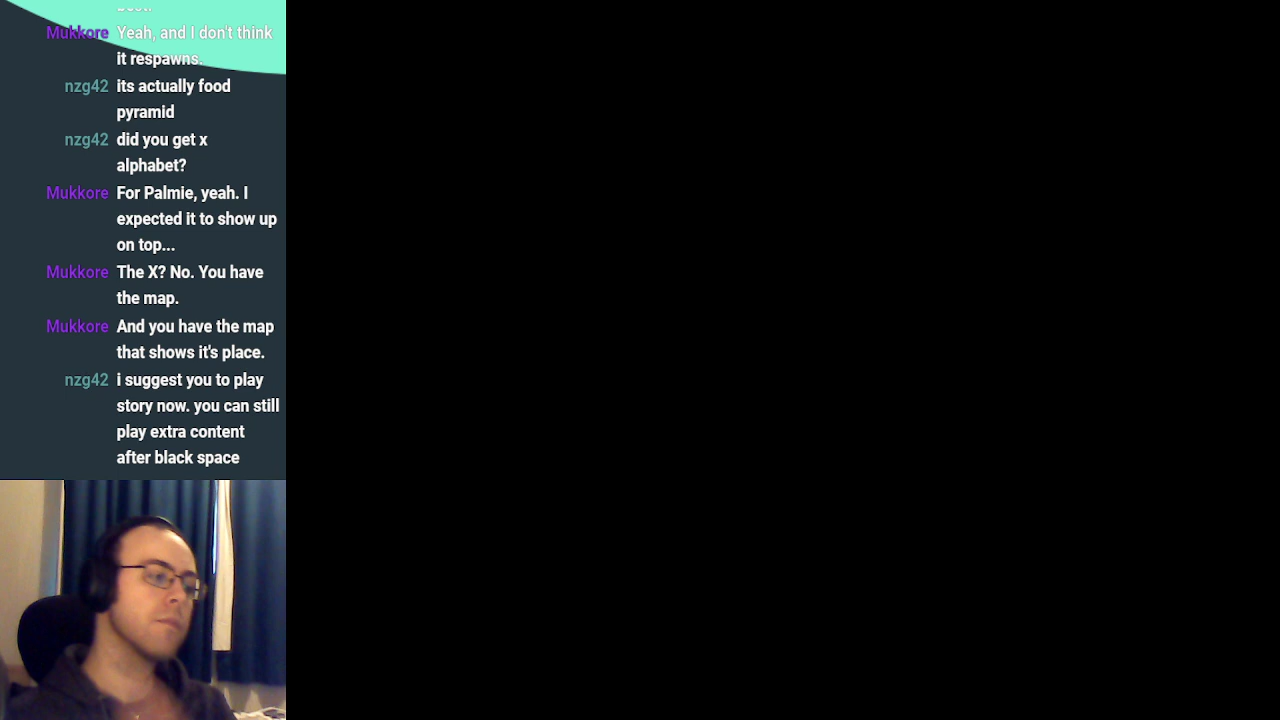 best.
Mukkore Yeah, and I don't think
it respawns.
nzg42 its actually food
pyramid
nzg42 did you get x
alphabet?
Mukkore For Palmie, yeah. I
expected it to show up
on top...
Mukkore The X? No. You have
the map.
Mukkore And you have the map
that shows it's place.
nzg42 i suggest you to play
story now. you can still
play extra content
after black space